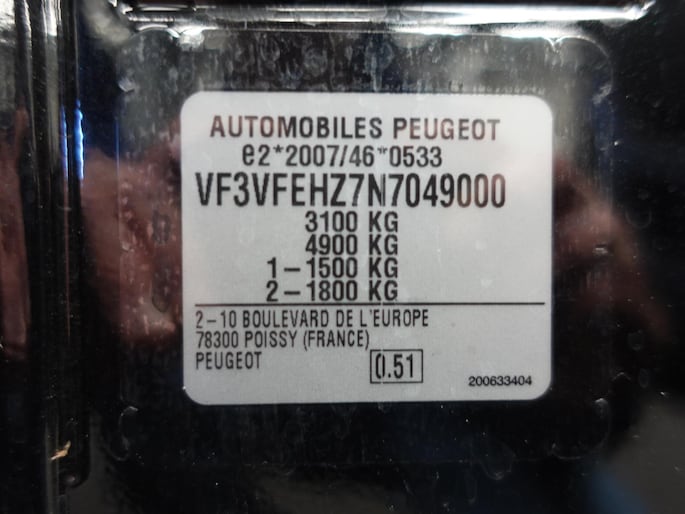 AUTOMOBILES PEUGEOT
e2*2007/46*0533
VF3VFEHZ7N7049000
3100 KG
4900 KG
1-1500 KG
2-1800 KG
2-10 BOULEVARD DE L'EUROPE
78300 POISSY (FRANCE)
PEUGEOT
0.51
200633404